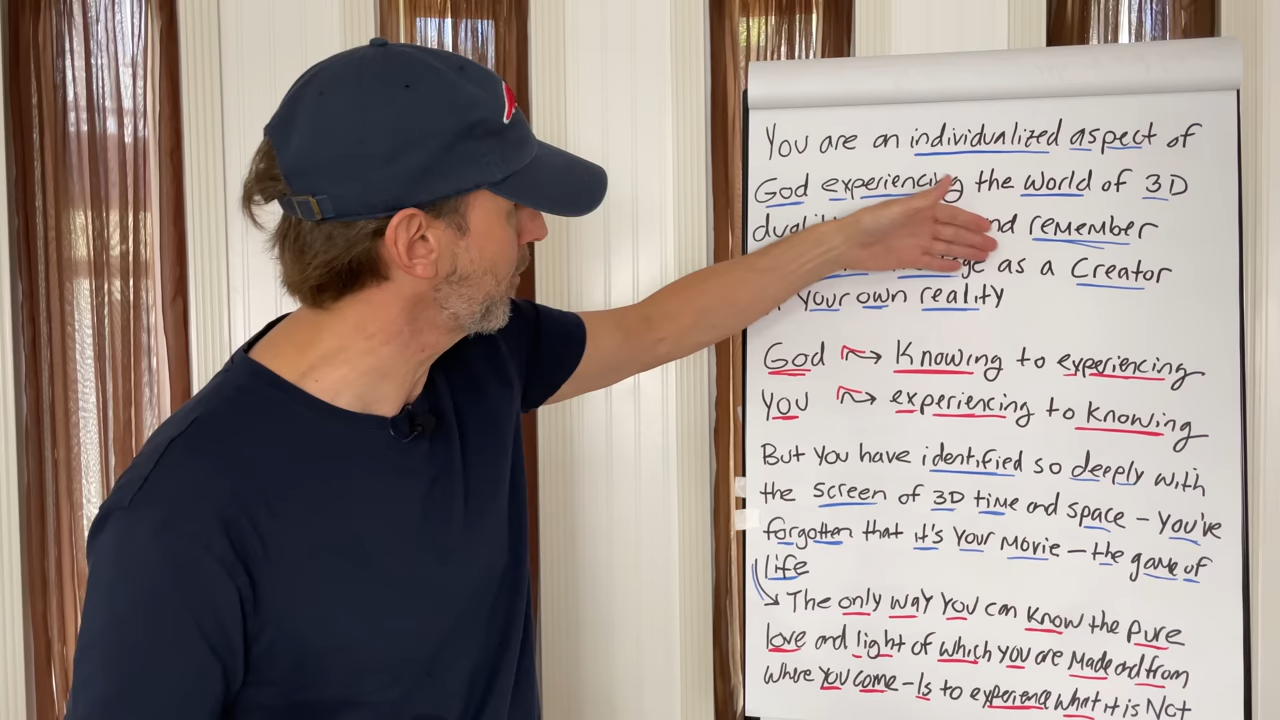 You are an individualized aspect of
God experiencing the world of 3D
and remember
as a Creator
your own reality
God → Knowing to experiencing
You → experiencing to Knowing
But you have identified so deeply with
the screen of 3D time and space - You've
forgotten that it's Your Movie - the game of
life
→ The only way you can know the pure
love and light of which you are Made and from
where you come - Is to experience what it is Not